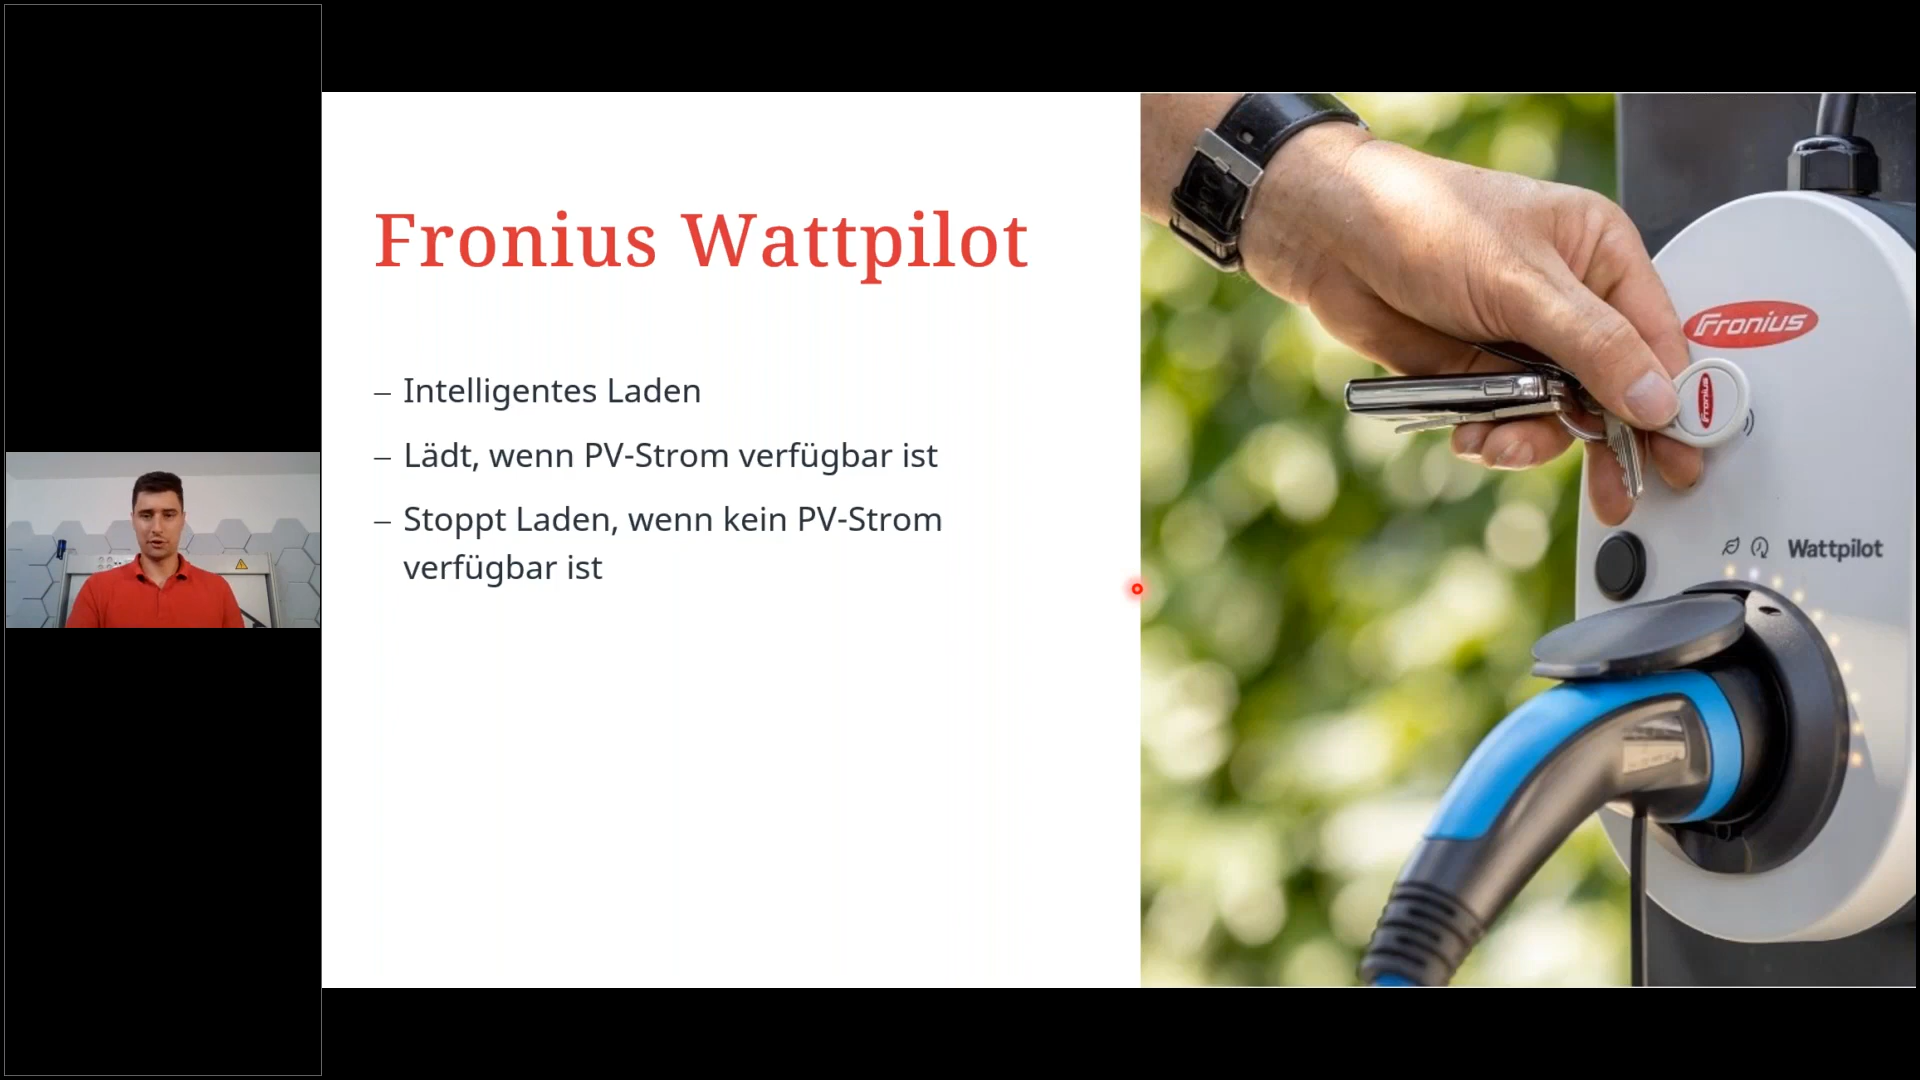 Fronius Wattpilot
– Intelligentes Laden
– Lädt, wenn PV-Strom verfügbar ist
– Stoppt Laden, wenn kein PV-Strom
verfügbar ist
Fronius
Fronius
Wattpilot